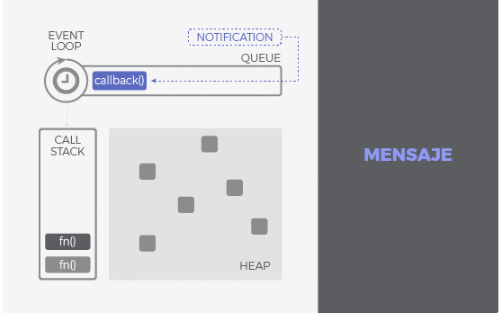 EVENT
LOOP
NOTIFICATION
QUEUE
callback()
CALL
STACK
fn()
fn()
HEAP
MENSAJE